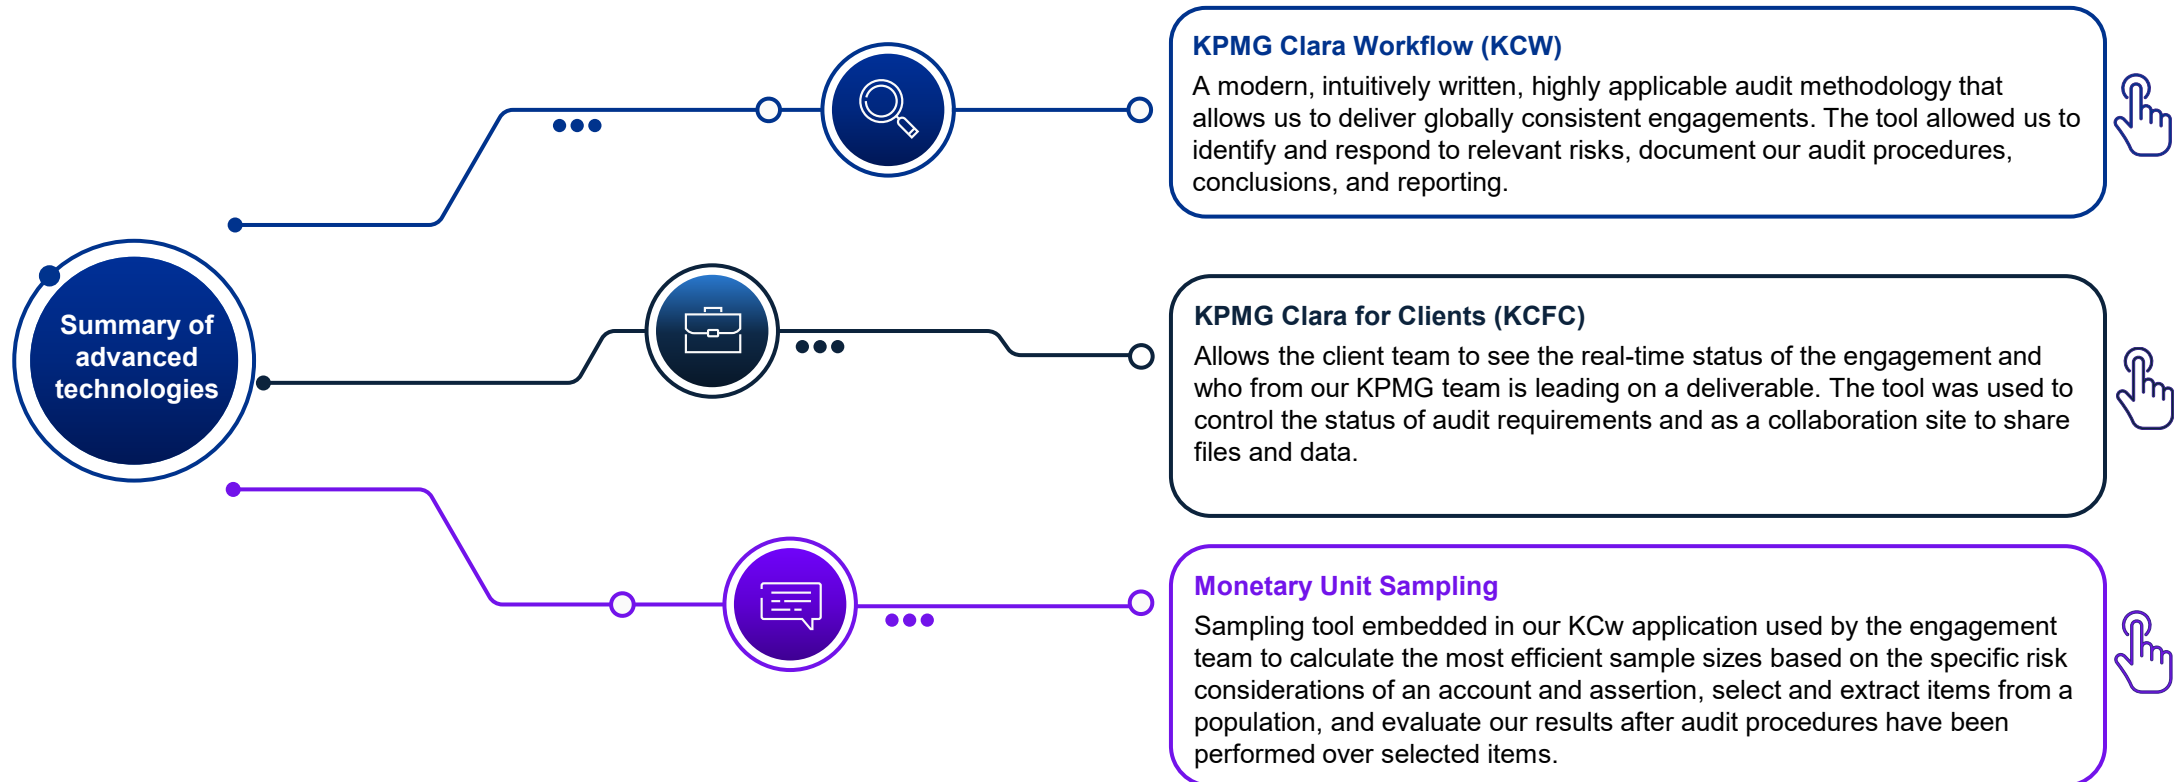 KPMG Clara Workflow (KCW)
A modern, intuitively written, highly applicable audit methodology that
allows us to deliver globally consistent engagements. The tool allowed us to
identify and respond to relevant risks, document our audit procedures,
conclusions, and reporting.
Summary of
advanced
technologies
KPMG Clara for Clients (KCFC)
Allows the client team to see the real-time status of the engagement and
who from our KPMG team is leading on a deliverable. The tool was used to
control the status of audit requirements and as a collaboration site to share
files and data.
Monetary Unit Sampling
Sampling tool embedded in our KCw application used by the engagement
team to calculate the most efficient sample sizes based on the specific risk
considerations of an account and assertion, select and extract items from a
population, and evaluate our results after audit procedures have been
performed over selected items.